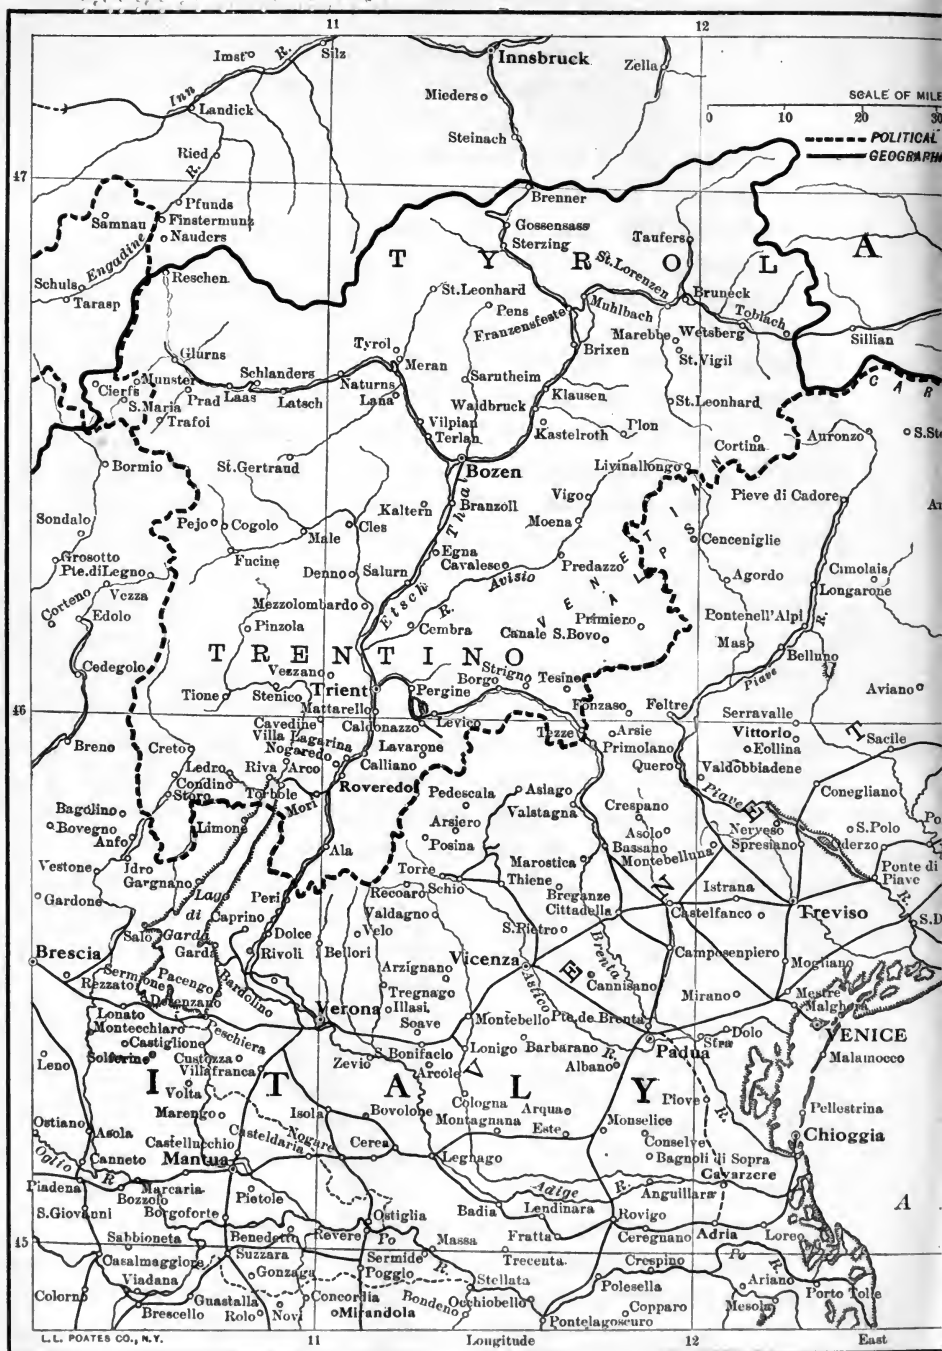 11 12
Imst Silz
Inn R.
Innsbruck
Zella
Landick
Mieders
SCALE OF MILE
0 10 20 30
Steinach
POLITICAL
GEOGRAPH
Ried
R.
47
Pfunds
Brenner
Samnau
Finstermunz
Nauders
Gossensass
Sterzing
Taufers
Engadine
T Y R O L
A
St. Lorenzen
Schuls
Reschen
Tarasp
St.Leonhard
Pens
Muhlbach
Bruneck
Franzensfeste
Marebbe
Wetsberg
Toblach
Sillian
Tyrol
Brixen
St.Vigil
Glurns
Meran
Schlanders
Naturns
Sarntheim
Munster
Cierfs
Prad
Laas
Latsch
Lana
Klausen
C A R
S.Maria
Waldbruck
St.Leonhard
Trafoi
Vilpian
Terlan
Kastelroth
Plon
Cortina
Auronzo
S.Ste
Bormio
St.Gertraud
Bozen
Livinallongo
Vigo
Pieve di Cadore
Kaltern
Branzoll
Sondalo
Pejo
Cogolo
Cles
Moena
Male
Thal
Cenceniglie
Grosotto
Fucine
Egna
Cavalese
Predazzo
Cimolais
Pte.diLegno
Denno
Salurn
Avisio
Agordo
Longarone
Vezza
Etsch
R.
V E N E T I A N
A L P S
Corteno
Mezzolombardo
Edolo
Pinzola
Cembra
Primiero
Pontenell'Alpi
Canale S.Bovo
Mas
R.
T R E N T I N O
Belluno
Cedegolo
Vezzano
Strigno
Borgo
Tesine
Piave
Tione
Stenico
Trient
Pergine
Aviano
Mattarello
Fonzaso
Feltre
46
Cavedine
Caldonazzo
Levico
Serravalle
Villa Lagarina
Tezze
Arsie
Vittorio
Breno
Creto
Nogaredo
Lavarone
Primolano
Eollina
Sacile
Ledro
Riva
Arco
Calliano
Quero
Valdobbiadene
Condino
Storo
Torbole
Roveredo
Asiago
Conegliano
Mori
Pedescala
Valstagna
Piave
Bagolino
Limone
Crespano
Bovegno
Arsiero
Asolo
Nerveso
S.Polo
Anfo
Posina
Bassano
Spresiano
Oderzo
Ala
Montebelluna
Vestone
Idro
Marostica
Ponte di
Gargnano
Torre
Thiene
Piave
Lago
Peri
Recoaro
Schio
Breganze
Istrana
Gardone
di
Caprino
Valdagno
Cittadella
Castelfanco
Treviso
Velo
S.Pietro
Salo
Dolce
Garda
Garda
Rivoli
Bellori
Camposenpiero
Brescia
Pacengo
Arzignano
Vicenza
Brenta
Mogliano
Sermione
Bardolino
Tregnago
Astico
Cannisano
Rezzato
Mestre
Desenzano
Verona
Illasi
Mirano
Malghera
Lonato
Peschiera
Soave
Montebello
Pte.de Brenta
Montecchiaro
VENICE
Castiglione
S.Bonifacio
Lonigo
Barbarano
Dolo
Stra
Solferino
Custozza
Zevio
R.
Padua
Malamocco
Leno
Villafranca
Arcole
Albano
I T A L Y
V E N E T
Volta
Cologna
Arqua
Piove
R.
Marengo
Isola
Bovolone
Monselice
Pellestrina
Ostiano
Asola
Montagnana
Este
Nogare
Conselve
Chioggia
Castellucchio
Casteldaria
Cerea
Bagnoli di Sopra
Oglio
Canneto
Mantua
Leghago
Cavarzere
R.
Adige
R.
Anguillara
Piadena
Marcaria
Bozzolo
Pietole
Badia
Lendinara
A
S.Giovanni
Borgoforte
Ostiglia
Rovigo
Adria
Loreo
Sabbioneta
Benedetto
Revere
Po
Massa
Fratta
Ceregnano
45
Suzzara
Sermide
Trecenta
Crespino
Po
Casalmaggiore
Gonzaga
Poggio
R.
Stellata
Polesella
Ariano
R.
Viadana
Porto Tolle
Colorn
Guastalla
Concordia
Bondeno
Occhiobello
Copparo
Mesola
Brescello
Rolo
Novi
Mirandola
Pontelagoscuro
L.L. POATES CO., N.Y.
11 Longitude 12 East